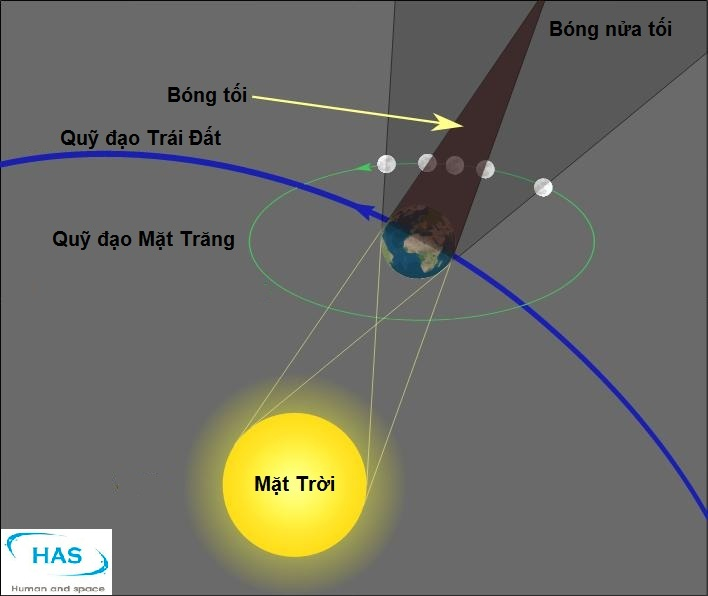 Bóng nửa tối
Bóng tối
Quỹ đạo Trái Đất
Quỹ đạo Mặt Trăng
Mặt Trời
HAS
Human and space